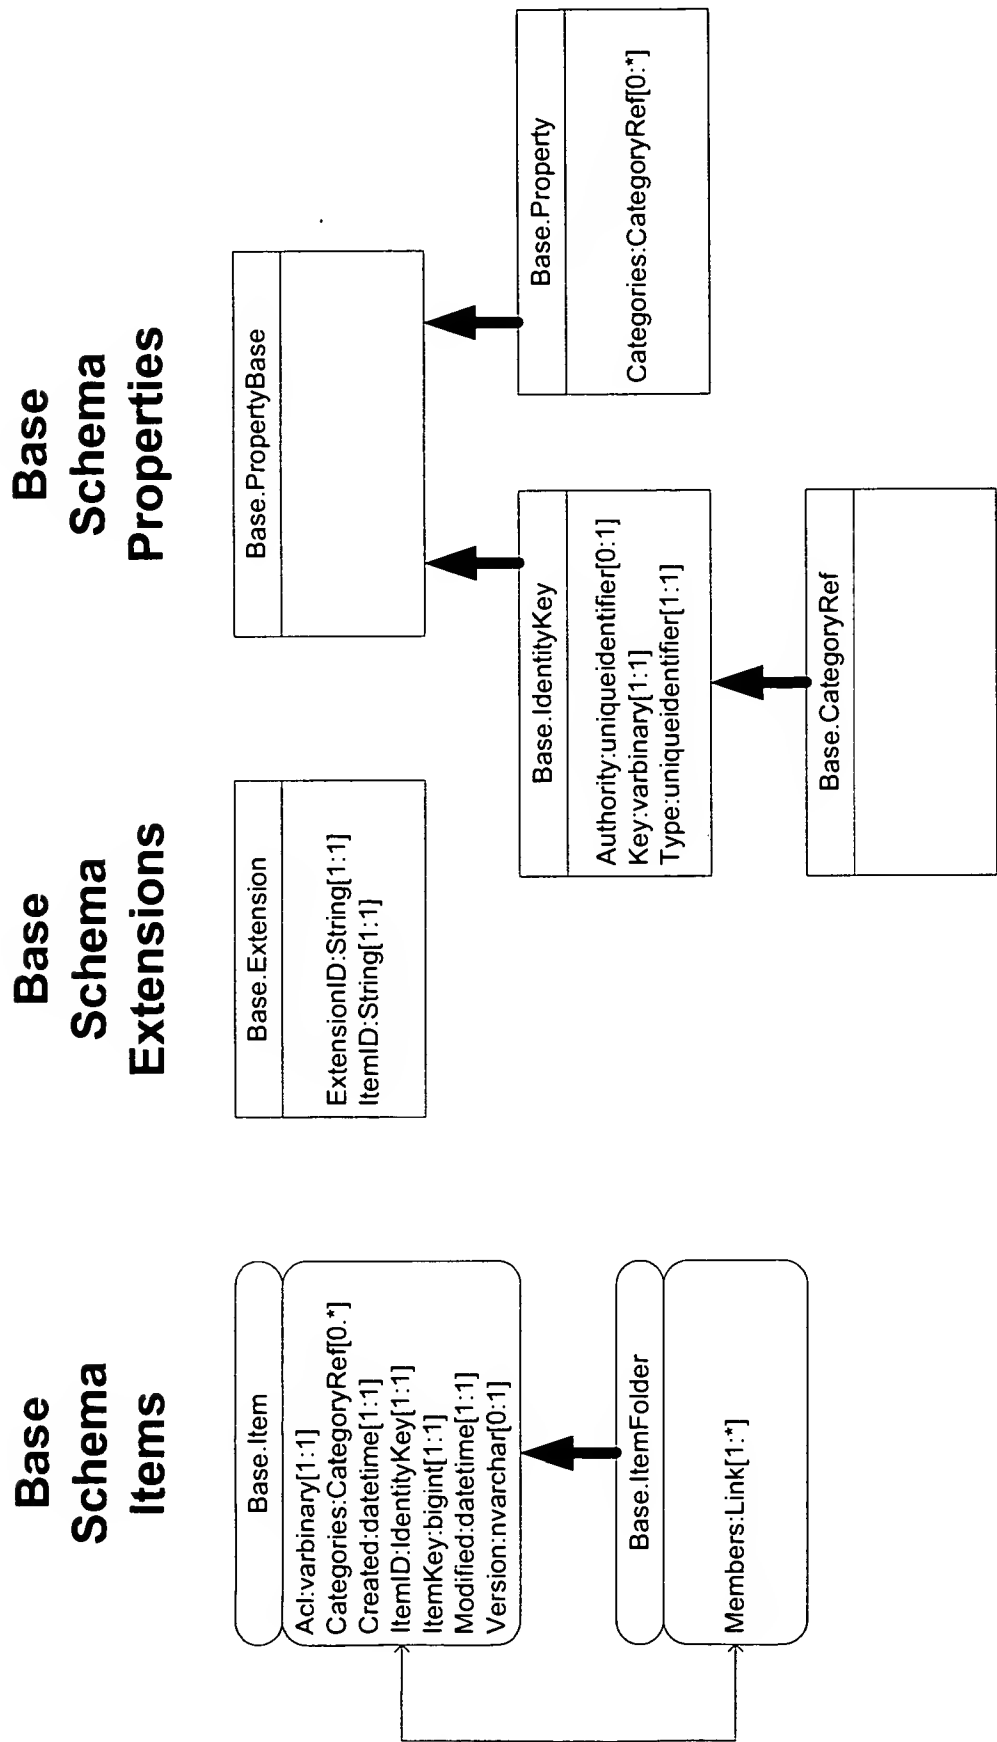 Base
Schema
Items
Base.Item
Acl:varbinary[1:1]
Categories:CategoryRef[0.*]
Created:datetime[1:1]
ItemID:IdentityKey[1:1]
ItemKey:bigint[1:1]
Modified:datetime[1:1]
Version:nvarchar[0:1]
Base.ItemFolder
Members:Link[1:*]
Base
Schema
Extensions
Base.Extension
ExtensionID:String[1:1]
ItemID:String[1:1]
Base
Schema
Properties
Base.PropertyBase
Base.IdentityKey
Authority:uniqueidentifier[0:1]
Key:varbinary[1:1]
Type:uniqueidentifier[1:1]
Base.Property
Categories:CategoryRef[0:*]
Base.CategoryRef